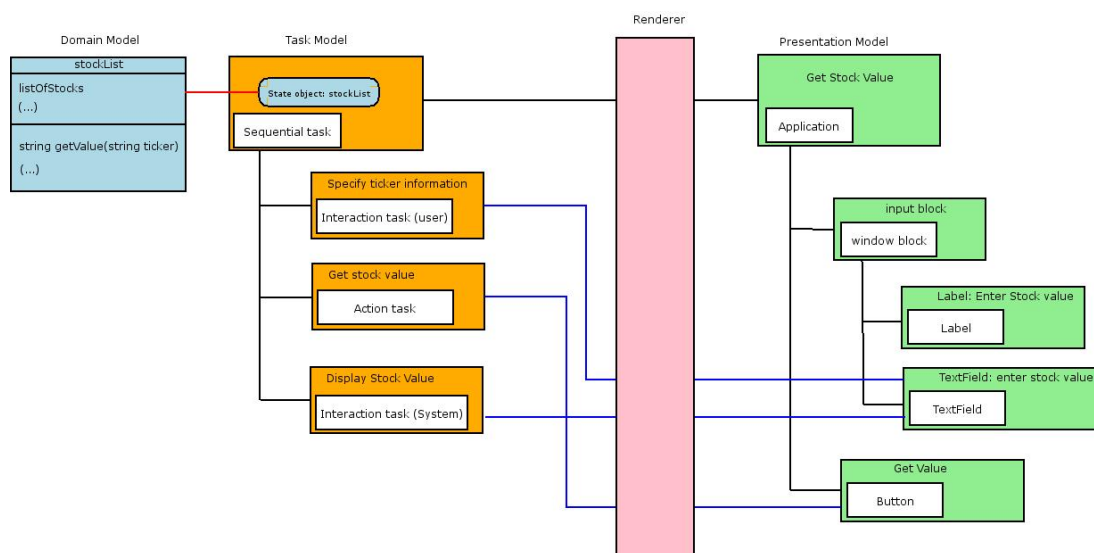 Renderer
Domain Model
Task Model
Presentation Model
stockList
listOfStocks
(...)
string getValue(string ticker)
(...)
State object: stockList
Sequential task
Specify ticker information
Interaction task (user)
Get stock value
Action task
Display Stock Value
Interaction task (System)
Get Stock Value
Application
input block
window block
Label: Enter Stock value
Label
TextField: enter stock value
TextField
Get Value
Button